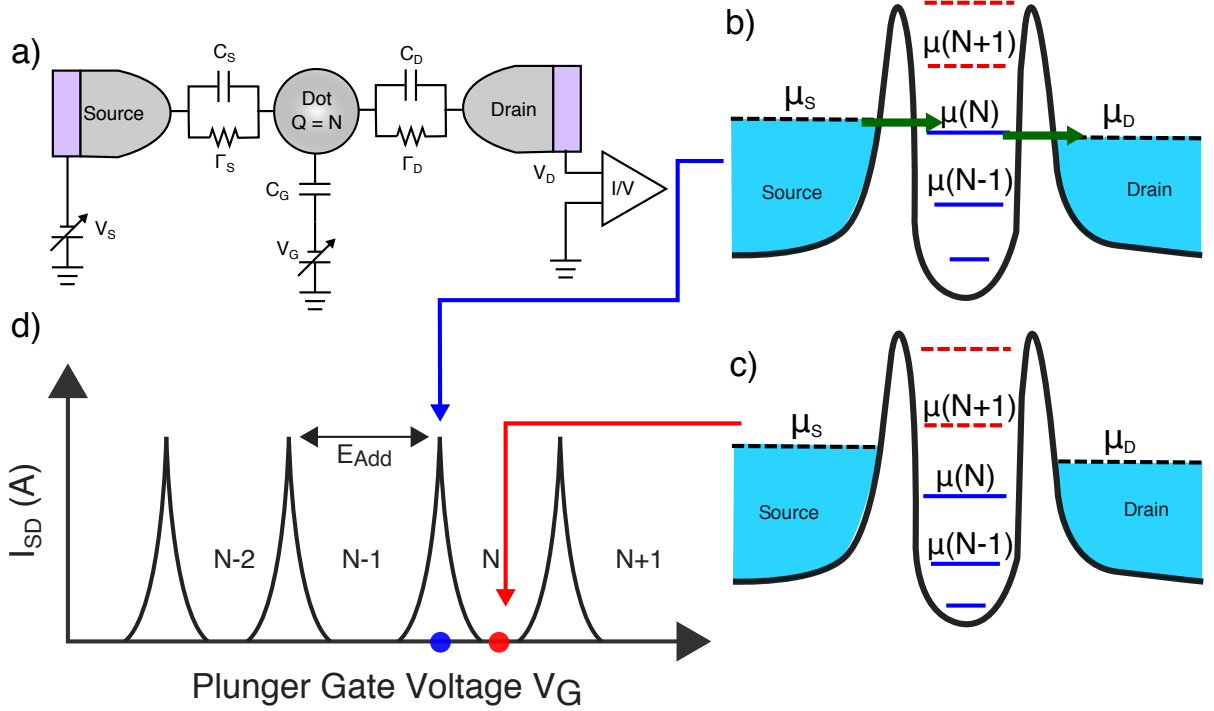 a)
C_S
C_D
Source
Dot
Q = N
Drain
Γ_S
Γ_D
C_G
V_D
I/V
V_S
V_G
b)
μ(N+1)
μ_S
μ(N)
μ_D
μ(N-1)
Source
Drain
c)
μ(N+1)
μ_S
μ_D
μ(N)
Source
Drain
μ(N-1)
d)
E_Add
I_SD (A)
N-2
N-1
N
N+1
Plunger Gate Voltage V_G